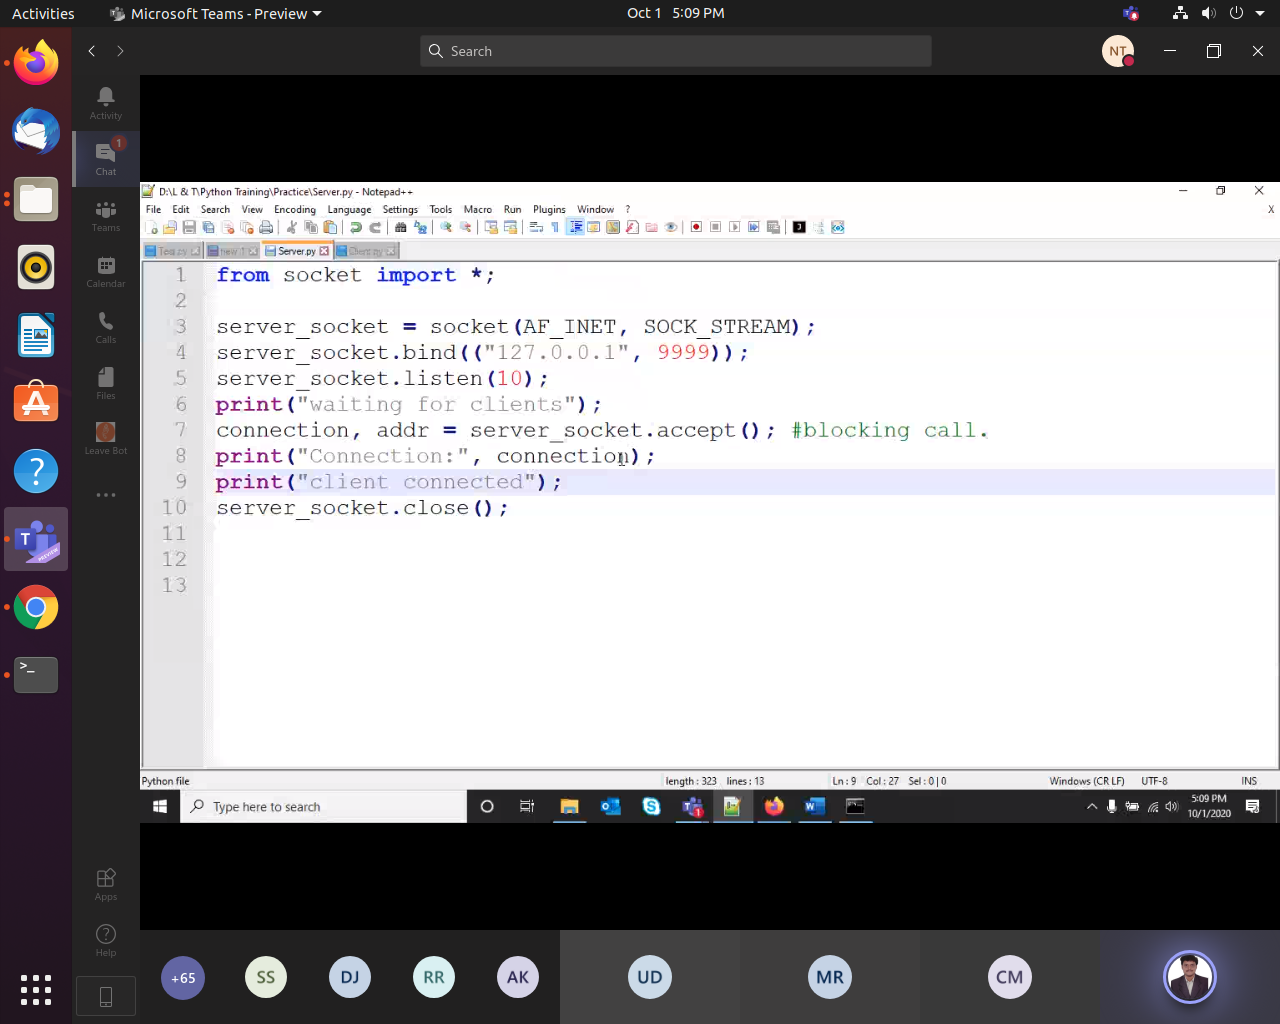 Activities
Microsoft Teams - Preview
Oct 1 5:09 PM
Search
NT
Activity
1
Chat
Teams
Calendar
Calls
Files
Leave Bot
Apps
Help
D:\L & T\Python Training\Practice\Server.py - Notepad++
File Edit Search View Encoding Language Settings Tools Macro Run Plugins Window ?
X
new 1 Server.py Client.py
1 from socket import *;
2
3 server_socket = socket(AF_INET, SOCK_STREAM);
4 server_socket.bind(("127.0.0.1", 9999));
5 server_socket.listen(10);
6 print("waiting for clients");
7 connection, addr = server_socket.accept(); #blocking call.
8 print("Connection:", connection);
9 print("client connected");
10 server_socket.close();
11
12
13
Python file length : 323 lines : 13 Ln : 9 Col : 27 Sel : 0 | 0 Windows (CR LF) UTF-8 INS
Type here to search
5:09 PM
10/1/2020
+65 SS DJ RR AK UD MR CM